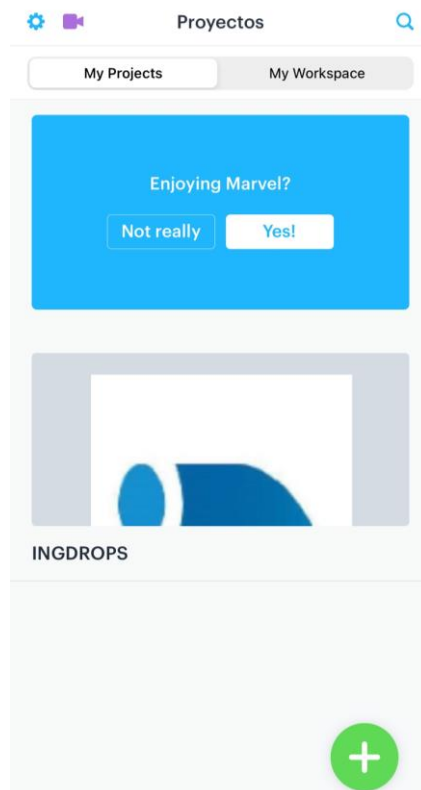 Proyectos
My Projects My Workspace
Enjoying Marvel?
Not really Yes!
INGDROPS